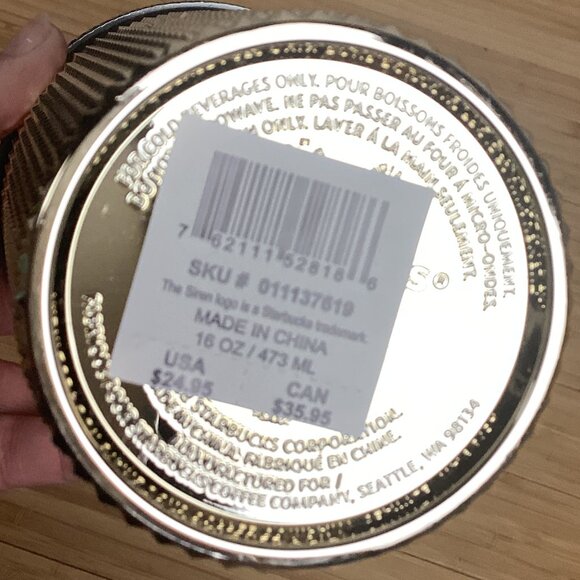 FOR COLD BEVERAGES ONLY. POUR BOISSONS FROIDES UNIQUEMENT.
NE PAS PASSER AU FOUR À MICRO-ONDES.
ONLY. LAVER À LA MAIN SEULEMENT.
7 62111 52818 6
SKU # 011137619
The Siren logo is a Starbucks trademark.
MADE IN CHINA
16 OZ / 473 ML
USA CAN
$24.95 $35.95
STARBUCKS CORPORATION.
FABRIQUÉ EN CHINE.
MANUFACTURED FOR /
STARBUCKS COFFEE COMPANY, SEATTLE, WA 98134